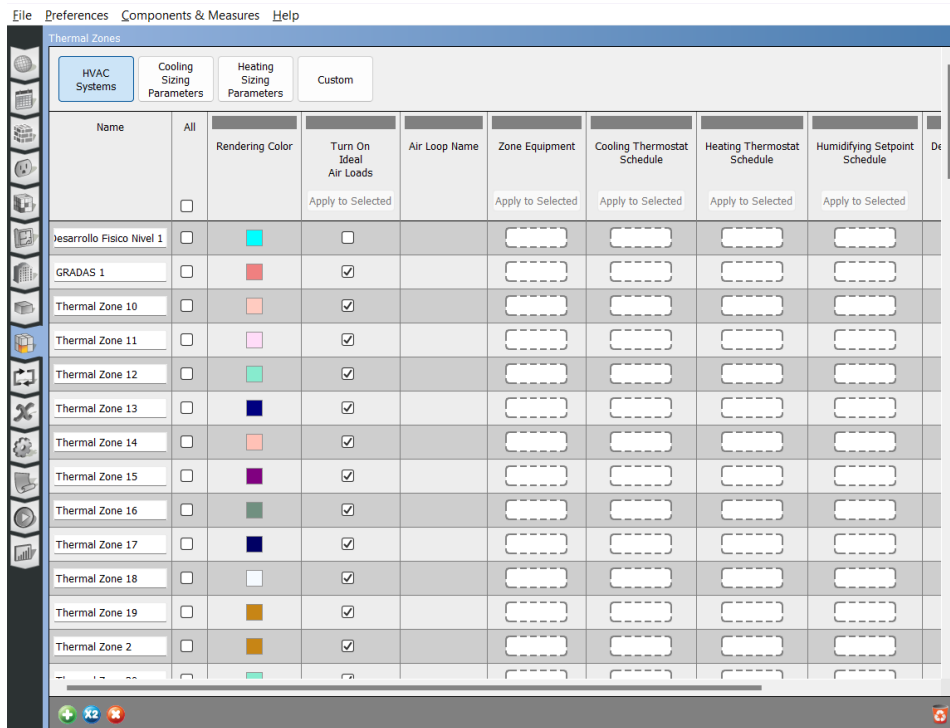 File Preferences Components & Measures Help
Thermal Zones
HVAC Systems
Cooling Sizing Parameters
Heating Sizing Parameters
Custom
Name
All
Rendering Color
Turn On Ideal Air Loads
Air Loop Name
Zone Equipment
Cooling Thermostat Schedule
Heating Thermostat Schedule
Humidifying Setpoint Schedule
De
Apply to Selected
Apply to Selected
Apply to Selected
Apply to Selected
Apply to Selected
esarrollo Fisico Nivel 1
GRADAS 1
Thermal Zone 10
Thermal Zone 11
Thermal Zone 12
Thermal Zone 13
Thermal Zone 14
Thermal Zone 15
Thermal Zone 16
Thermal Zone 17
Thermal Zone 18
Thermal Zone 19
Thermal Zone 2
X2